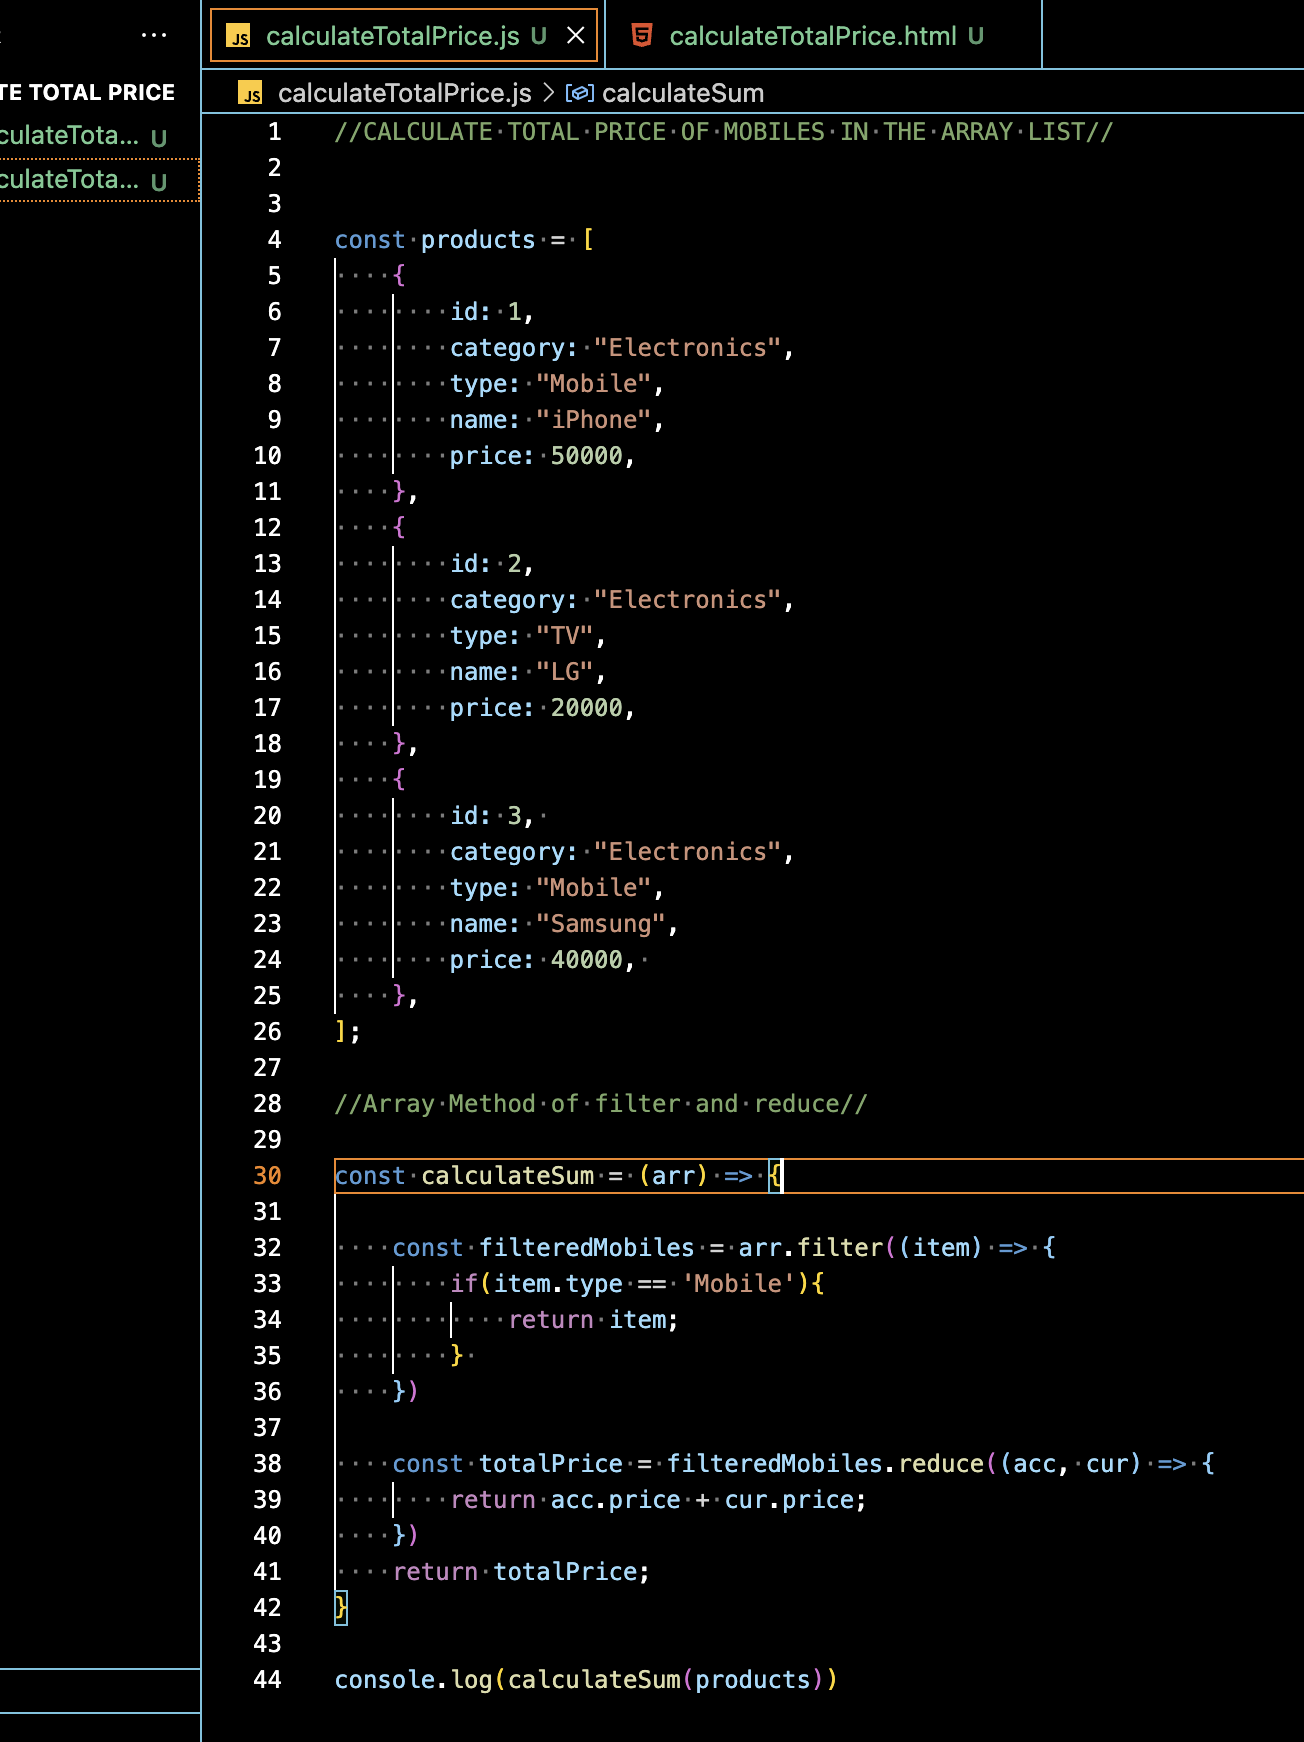 ...
TE TOTAL PRICE
culateTota... U
culateTota... U
JS calculateTotalPrice.js U × 5 calculateTotalPrice.html U
JS calculateTotalPrice.js > calculateSum
1 //CALCULATE TOTAL PRICE OF MOBILES IN THE ARRAY LIST//
2
3
4 const products = [
5     {
6         id: 1,
7         category: "Electronics",
8         type: "Mobile",
9         name: "iPhone",
10         price: 50000,
11     },
12     {
13         id: 2,
14         category: "Electronics",
15         type: "TV",
16         name: "LG",
17         price: 20000,
18     },
19     {
20         id: 3,
21         category: "Electronics",
22         type: "Mobile",
23         name: "Samsung",
24         price: 40000,
25     },
26 ];
27
28 //Array Method of filter and reduce//
29
30 const calculateSum = (arr) => {
31
32     const filteredMobiles = arr.filter((item) => {
33         if(item.type == 'Mobile'){
34             return item;
35         }
36     })
37
38     const totalPrice = filteredMobiles.reduce((acc, cur) => {
39         return acc.price + cur.price;
40     })
41     return totalPrice;
42 }
43
44 console.log(calculateSum(products))